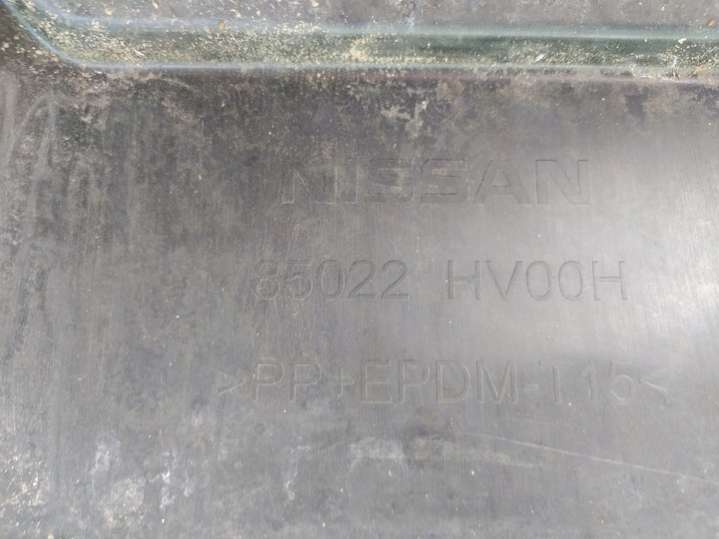 NISSAN
85022 HV00H
>PP+EPDM-T15<